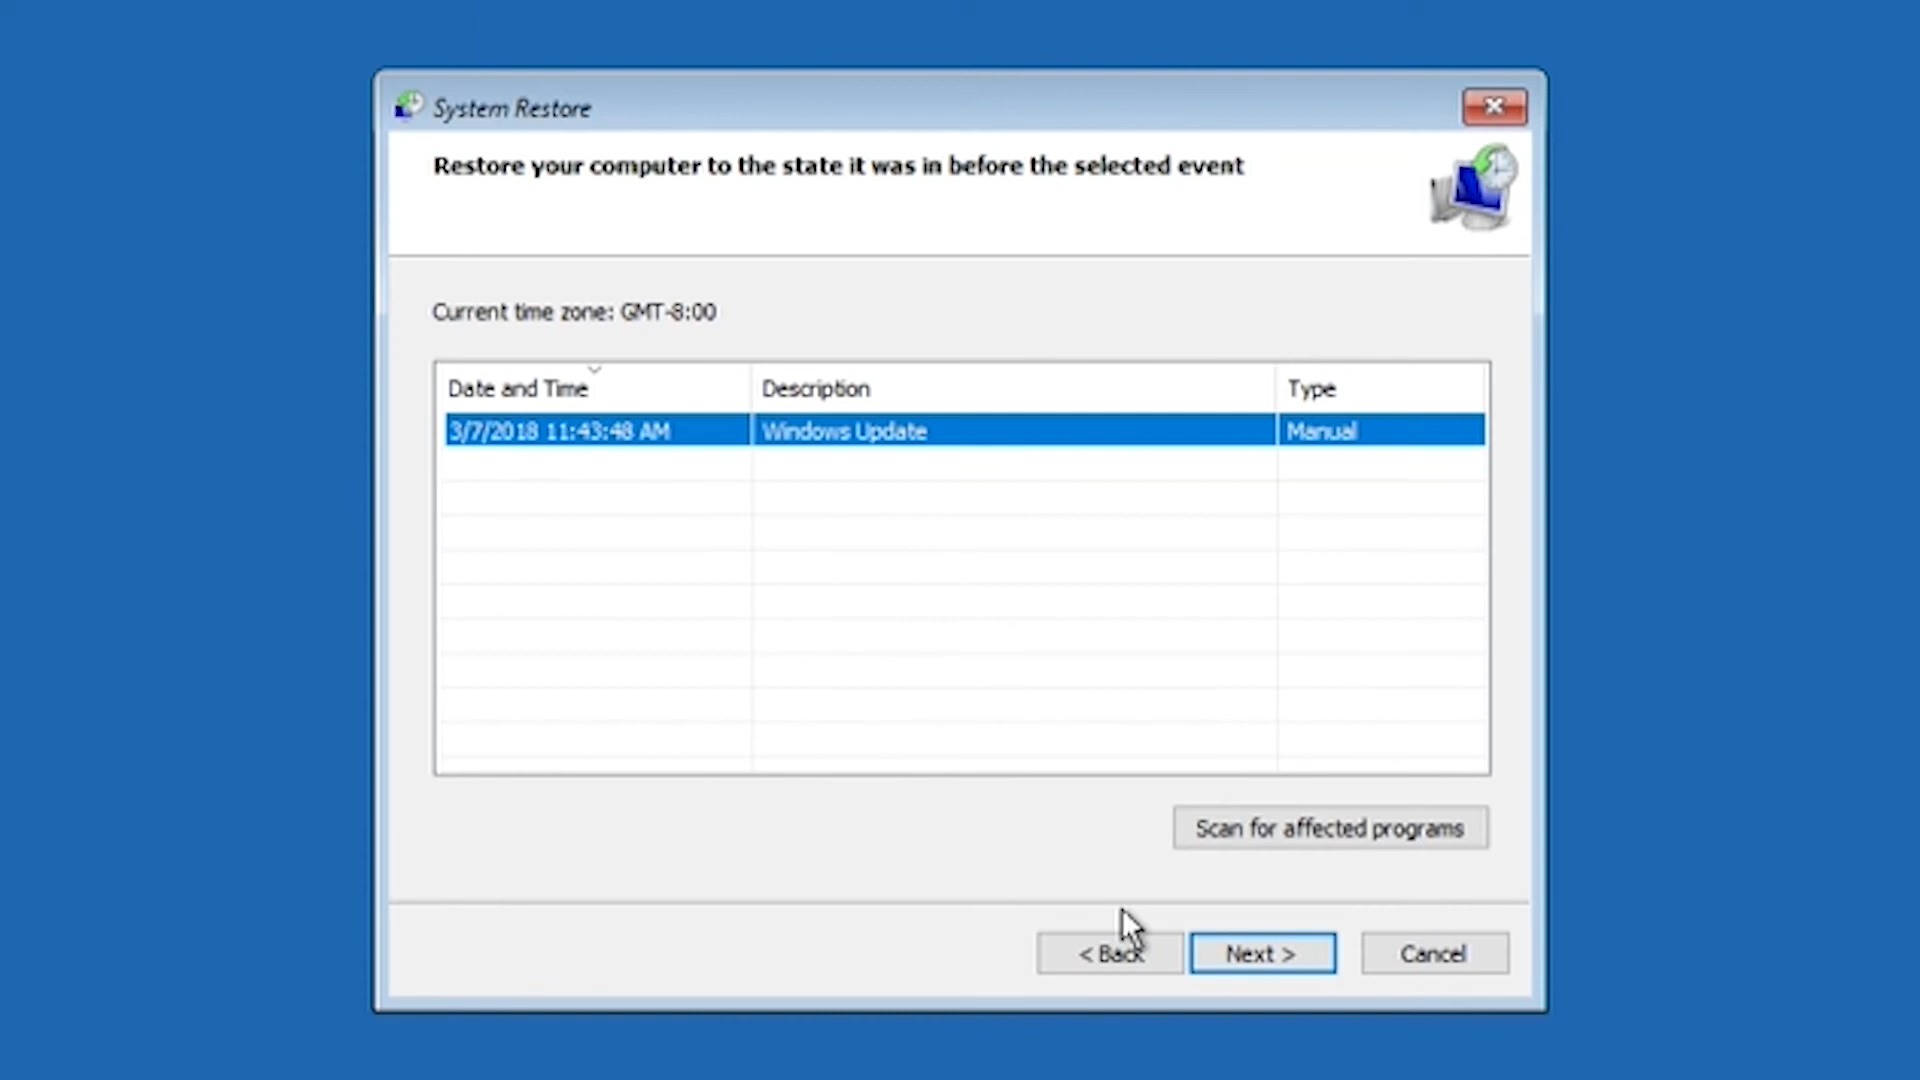 System Restore
Restore your computer to the state it was in before the selected event
Current time zone: GMT-8:00
Date and Time Description Type
3/7/2018 11:43:48 AM Windows Update Manual
Scan for affected programs
< Back Next > Cancel